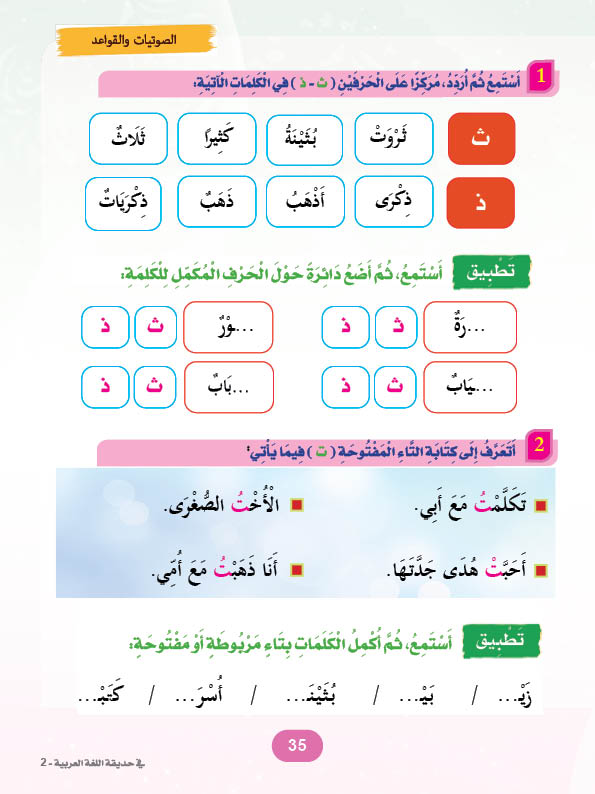 الصوتيات والقواعد
1 أَسْتَمِعُ ثُمَّ أُرَدِّدُ، مُرَكِّزًا عَلَى الْحَرْفَيْنِ ( ث - ذ ) فِي الْكَلِمَاتِ الْآتِيَةِ:
ث ثَرْوَتْ بُثَيْنَةُ كَثِيرًا ثَلَاثٌ
ذ ذِكْرَى أَذْهَبُ ذَهَبٌ ذِكْرَيَاتٌ
تَطْبِيق أَسْتَمِعُ، ثُمَّ أَضَعُ دَائِرَةً حَوْلَ الْحَرْفِ الْمُكَمِّلِ لِلْكَلِمَةِ:
...رَةٌ ث ذ ...ـوْرٌ ث ذ
...ـيَابٌ ث ذ ...بَابٌ ث ذ
2 أَتَعَرَّفُ إِلَى كِتَابَةِ التَّاءِ الْمَفْتُوحَةِ ( ت ) فِيمَا يَأْتِي:
تَكَلَّمْتُ مَعَ أَبِي. الْأُخْتُ الصُّغْرَى.
أَحَبَّتْ هُدَى جَدَّتَهَا. أَنَا ذَهَبْتُ مَعَ أُمِّي.
تَطْبِيق أَسْتَمِعُ، ثُمَّ أُكْمِلُ الْكَلِمَاتِ بِتَاءٍ مَرْبُوطَةٍ أَوْ مَفْتُوحَةٍ:
زَيْـ... / بَيْـ... / بُثَيْنَـ... / أُسْرَ... / كَتَبْـ...
35
في حديقة اللغة العربية - 2